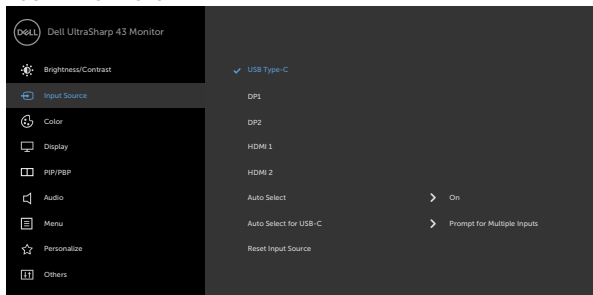 DELL Dell UltraSharp 43 Monitor
Brightness/Contrast
USB Type-C
Input Source
DP1
Color
DP2
Display
HDMI 1
PIP/PBP
HDMI 2
Audio
Auto Select
On
Menu
Auto Select for USB-C
Prompt for Multiple Inputs
Personalize
Reset Input Source
Others